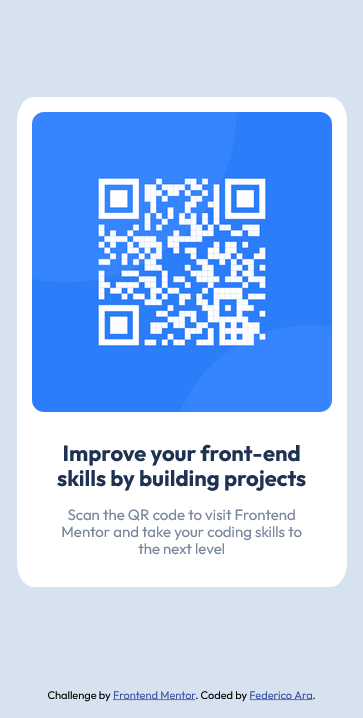 Improve your front-end
skills by building projects
Scan the QR code to visit Frontend
Mentor and take your coding skills to
the next level
Challenge by Frontend Mentor. Coded by Federico Ara.